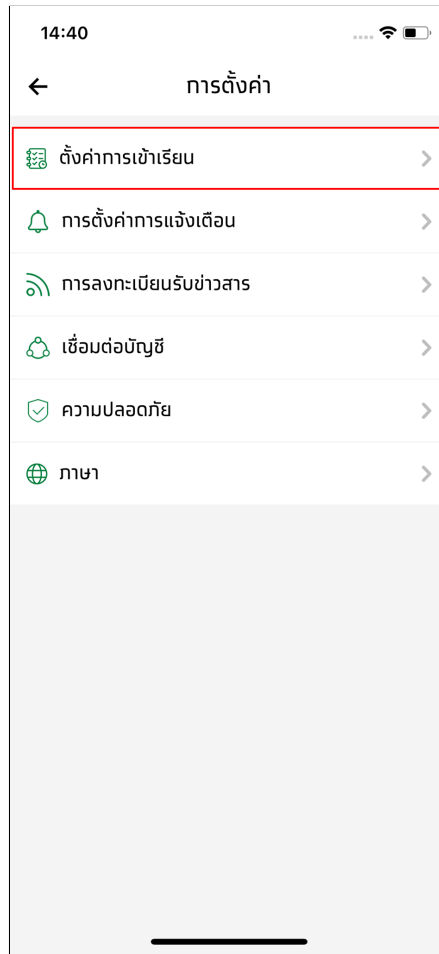 14:40
การตั้งค่า
ตั้งค่าการเข้าเรียน
การตั้งค่าการแจ้งเตือน
การลงทะเบียนรับข่าวสาร
เชื่อมต่อบัญชี
ความปลอดภัย
ภาษา